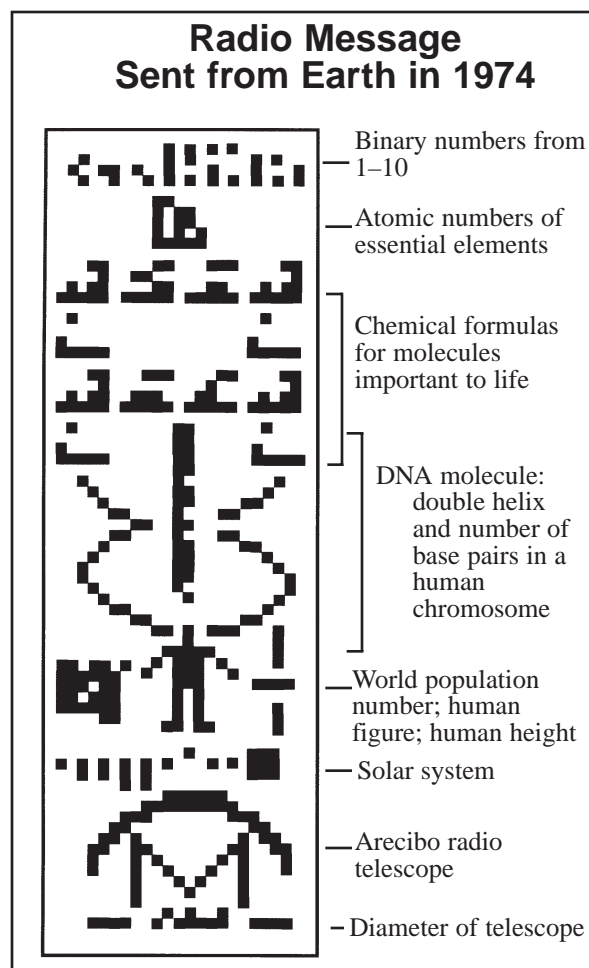 Radio Message
Sent from Earth in 1974
Binary numbers from
1–10
Atomic numbers of
essential elements
Chemical formulas
for molecules
important to life
DNA molecule:
double helix
and number of
base pairs in a
human
chromosome
World population
number; human
figure; human height
Solar system
Arecibo radio
telescope
Diameter of telescope